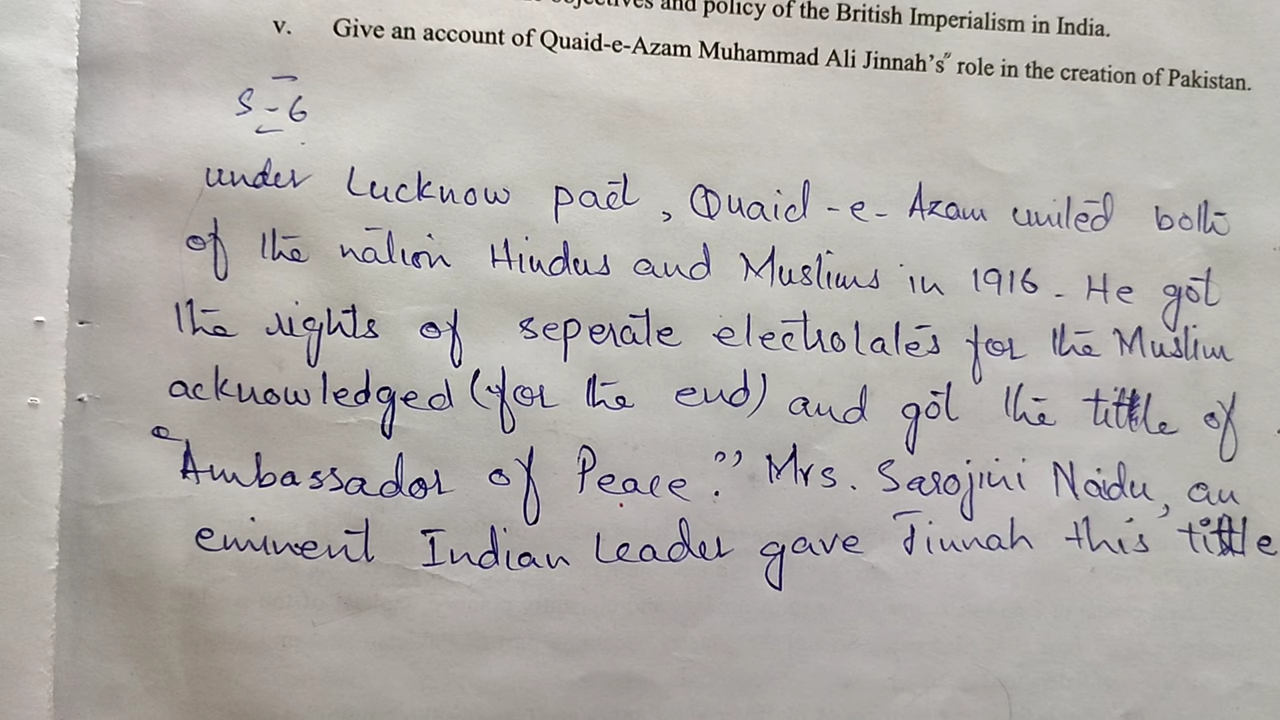 objectives and policy of the British Imperialism in India.
v. Give an account of Quaid-e-Azam Muhammad Ali Jinnah's" role in the creation of Pakistan.
S-6
under Lucknow pact, Quaid-e-Azam united both
of the nation Hindus and Muslims in 1916. He got
the rights of seperate electrolates for the Muslim
acknowledged (for the end) and got the tittle of
"Ambassador of Peace." Mrs. Sarojini Naidu, an
eminent Indian leader gave Jinnah this tittle